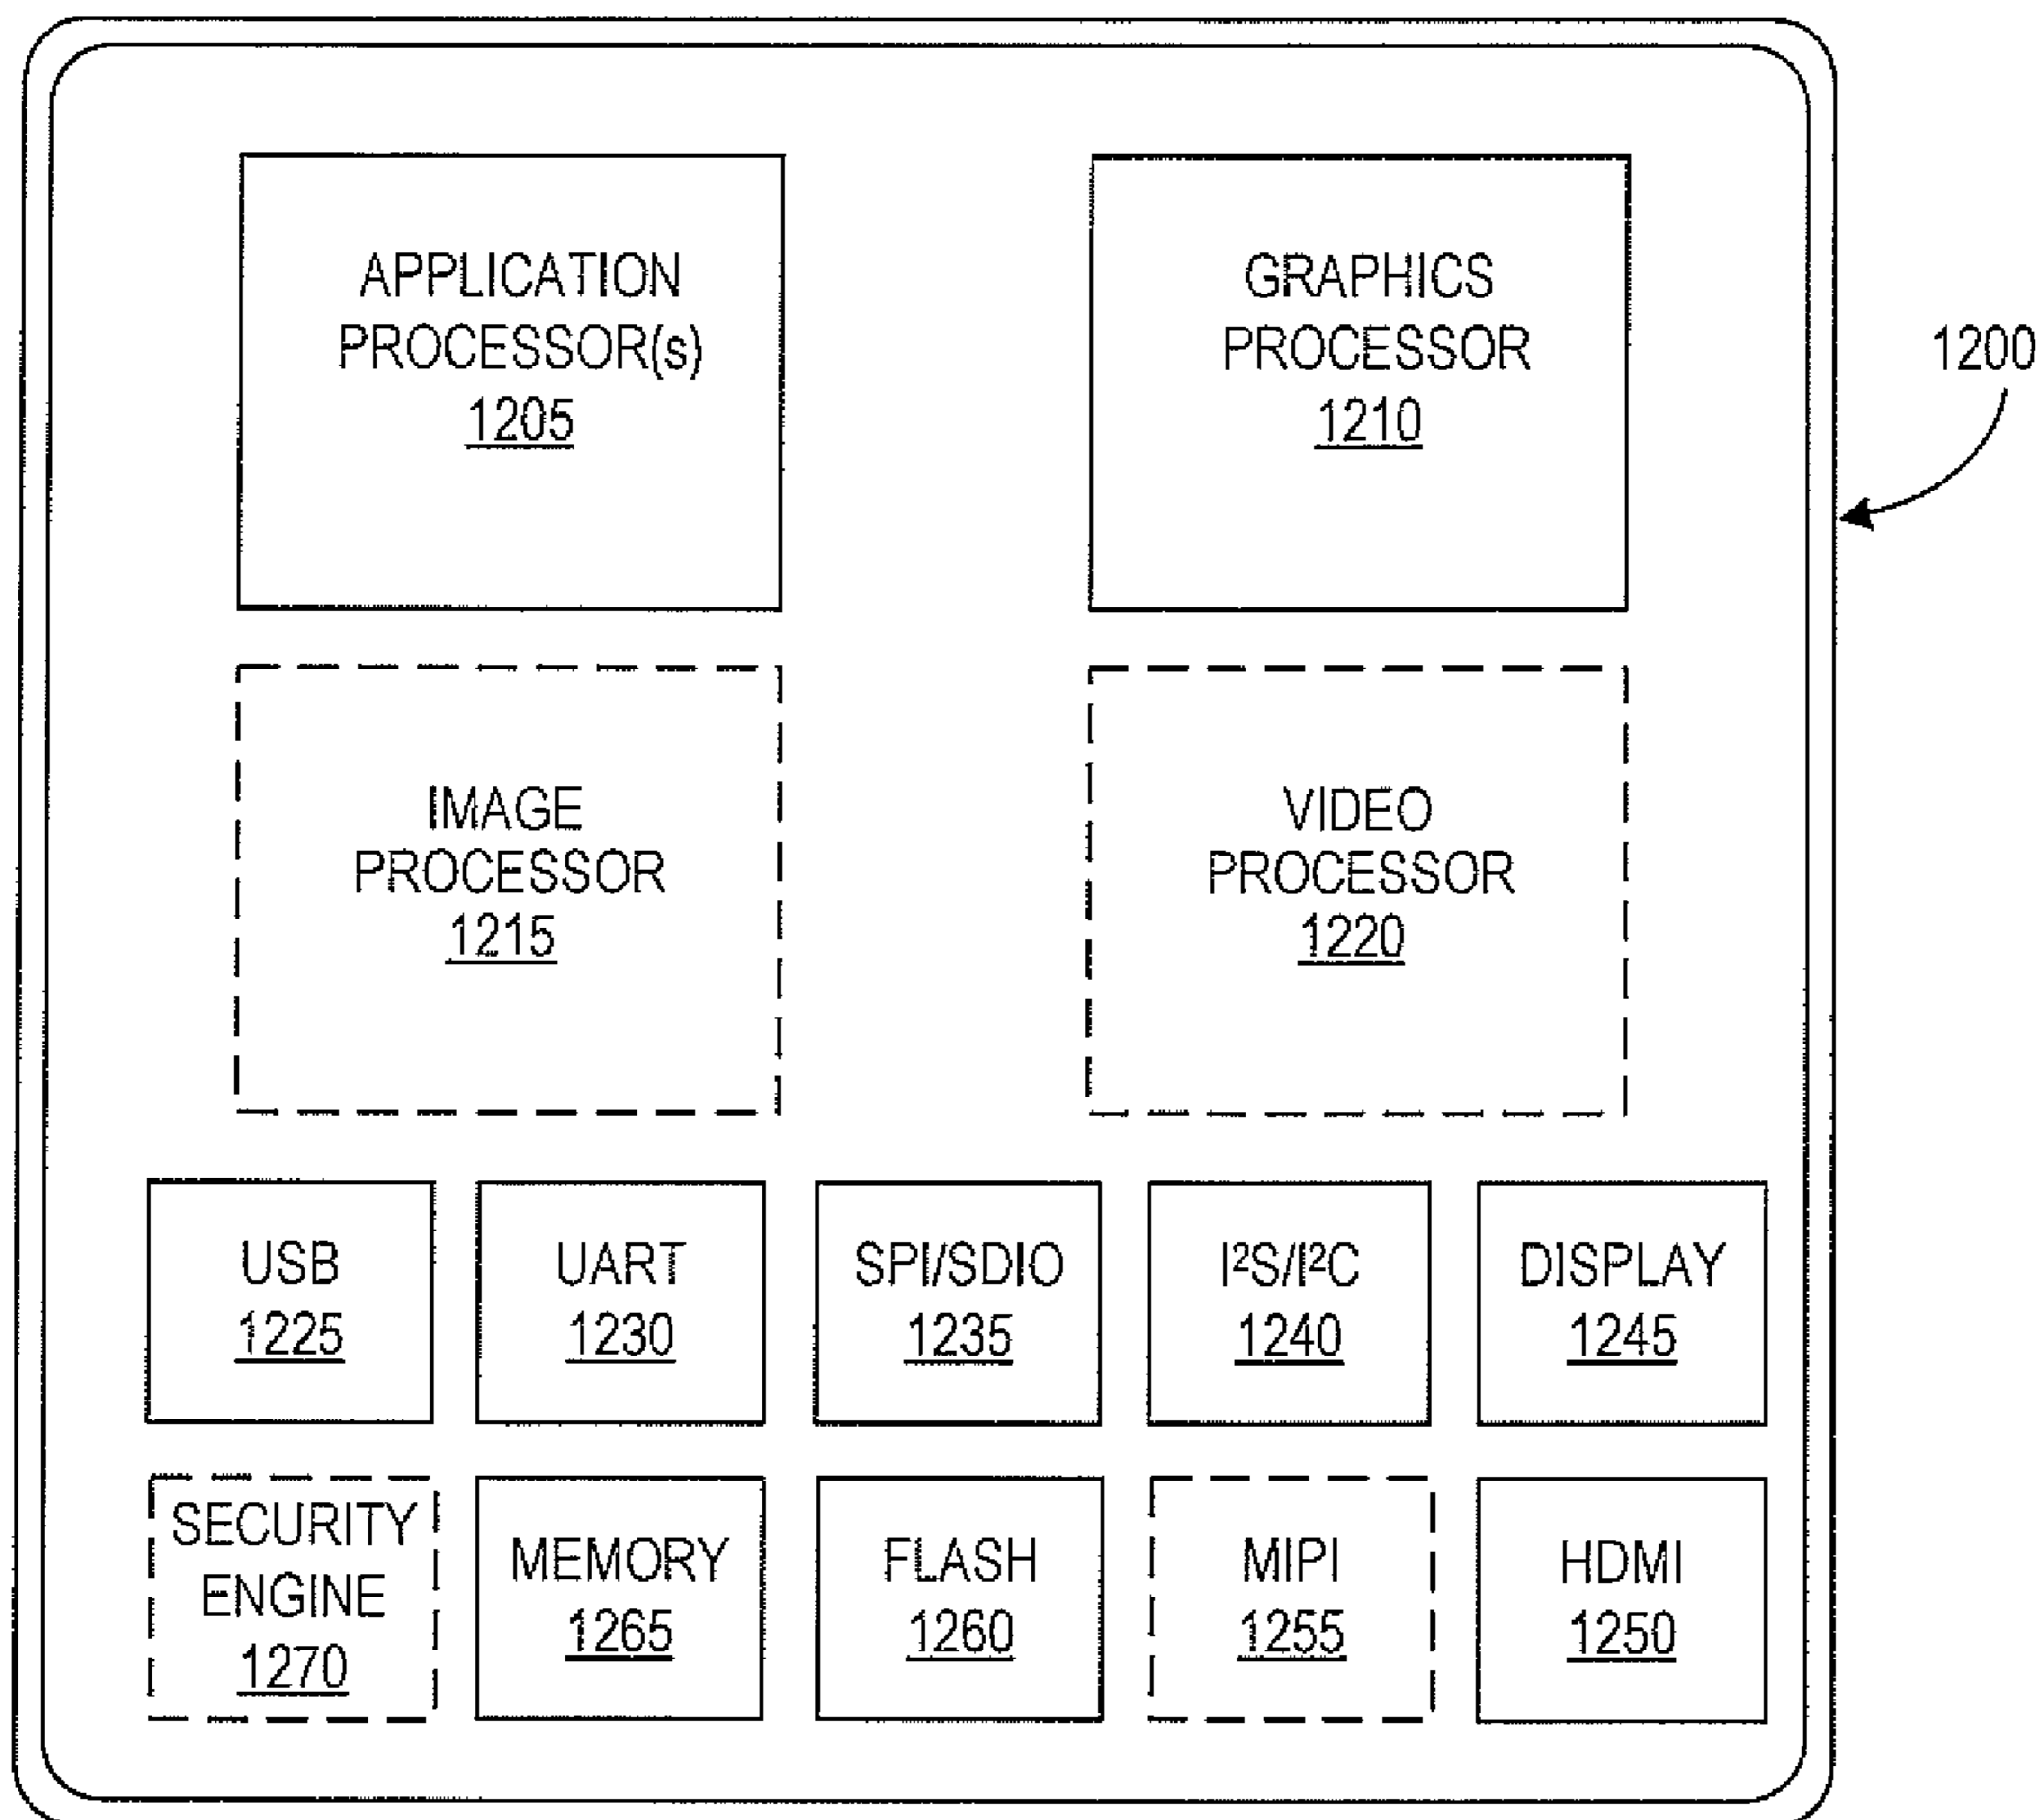 APPLICATION
PROCESSOR(s)
1205
GRAPHICS
PROCESSOR
1210
1200
IMAGE
PROCESSOR
1215
VIDEO
PROCESSOR
1220
USB
1225
UART
1230
SPI/SDIO
1235
I²S/I²C
1240
DISPLAY
1245
SECURITY
ENGINE
1270
MEMORY
1265
FLASH
1260
MIPI
1255
HDMI
1250